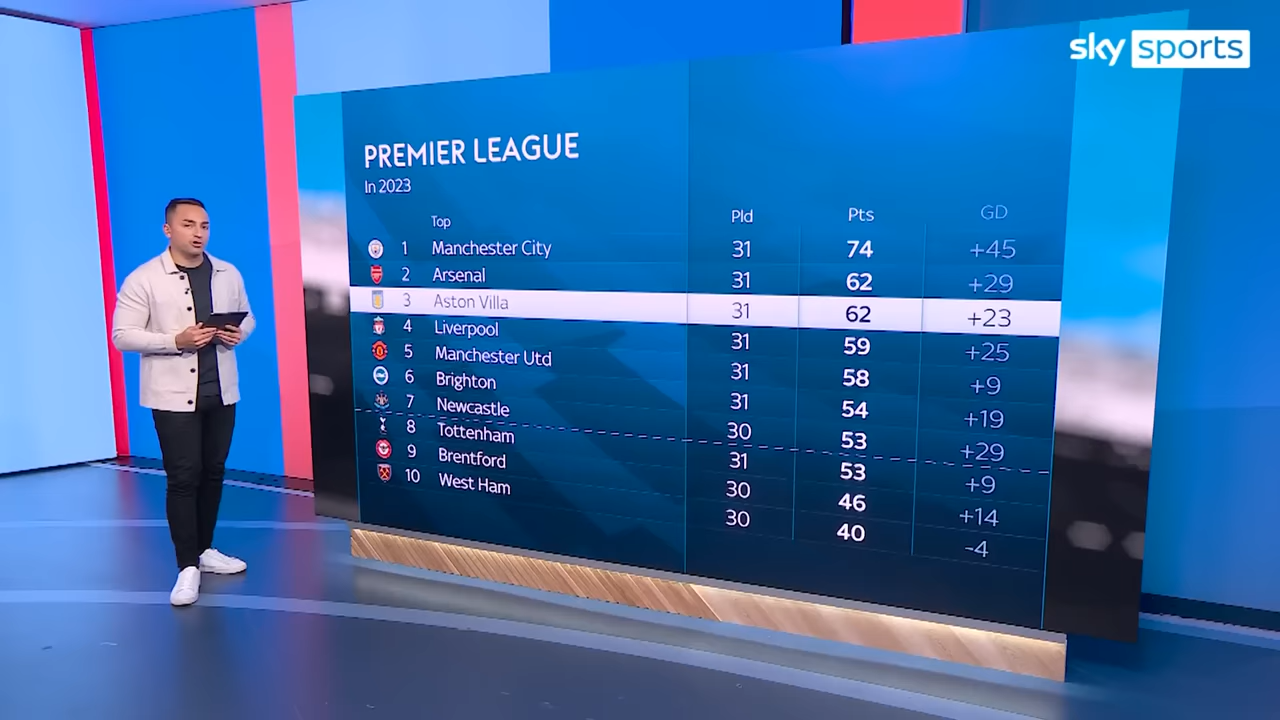 sky sports
PREMIER LEAGUE
In 2023
Top Pld Pts GD
1 Manchester City 31 74 +45
2 Arsenal 31 62 +29
3 Aston Villa 31 62 +23
4 Liverpool 31 59 +25
5 Manchester Utd 31 58 +9
6 Brighton 31 54 +19
7 Newcastle 30 53 +29
8 Tottenham 31 53 +9
9 Brentford 30 46 +14
10 West Ham 30 40 -4